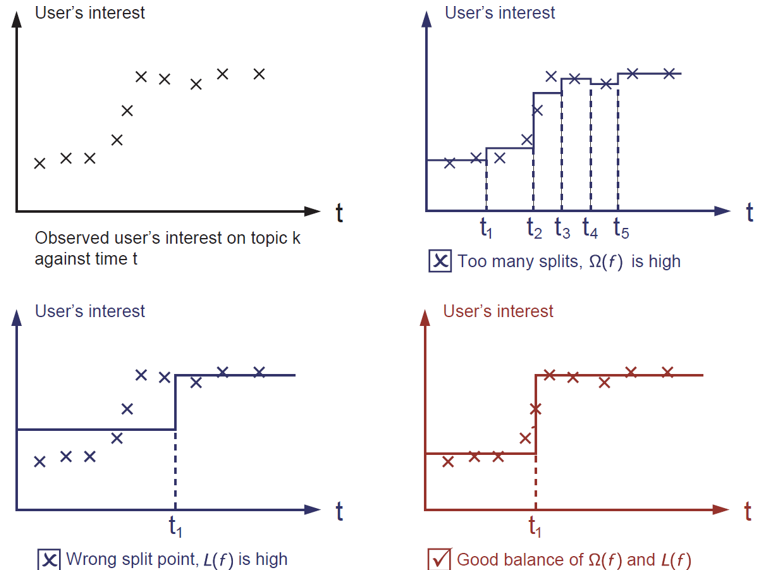 User's interest
t
Observed user's interest on topic k
against time t
User's interest
t
t₁ t₂ t₃ t₄ t₅
Too many splits, Ω(f) is high
User's interest
t
t₁
Wrong split point, L(f) is high
User's interest
t
t₁
Good balance of Ω(f) and L(f)